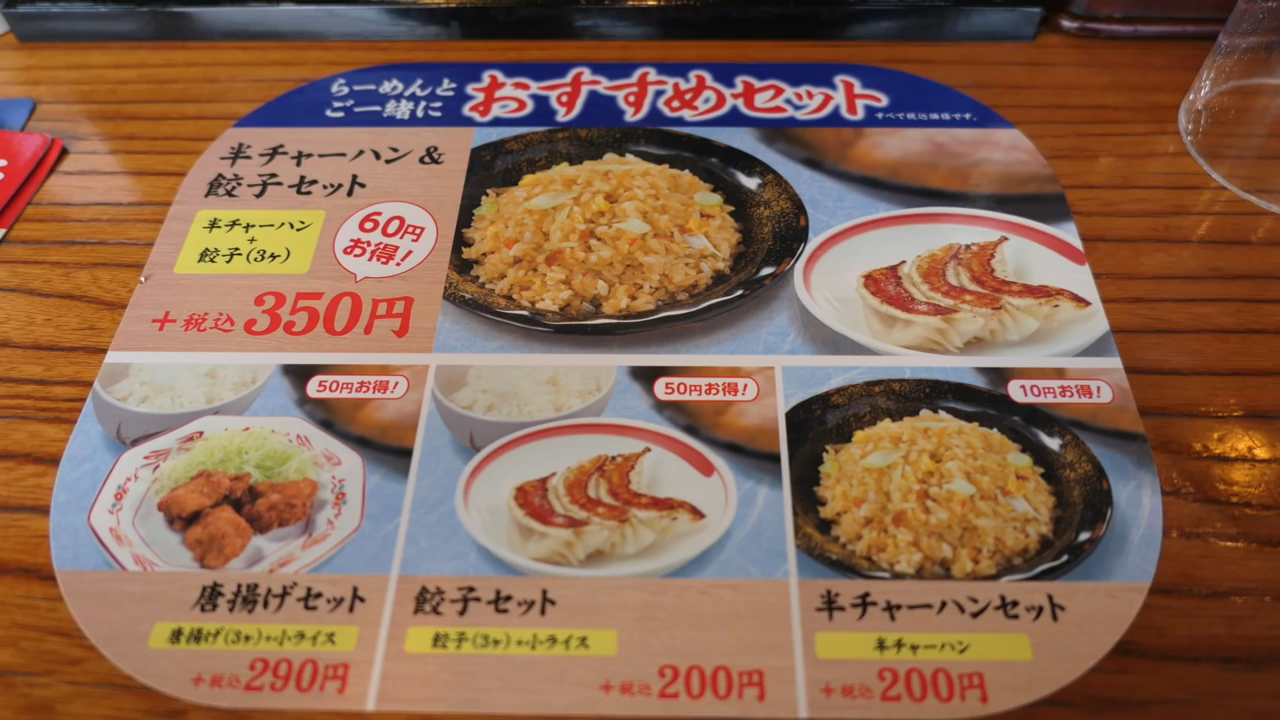 らーめんと
ご一緒に
おすすめセット
すべて税込価格です。
半チャーハン&
餃子セット
半チャーハン
+
餃子(3ヶ)
60円
お得!
+税込350円
50円お得!
唐揚げセット
唐揚げ(3ヶ)+小ライス
+税込290円
50円お得!
餃子セット
餃子(3ヶ)+小ライス
+税込200円
10円お得!
半チャーハンセット
半チャーハン
+税込200円